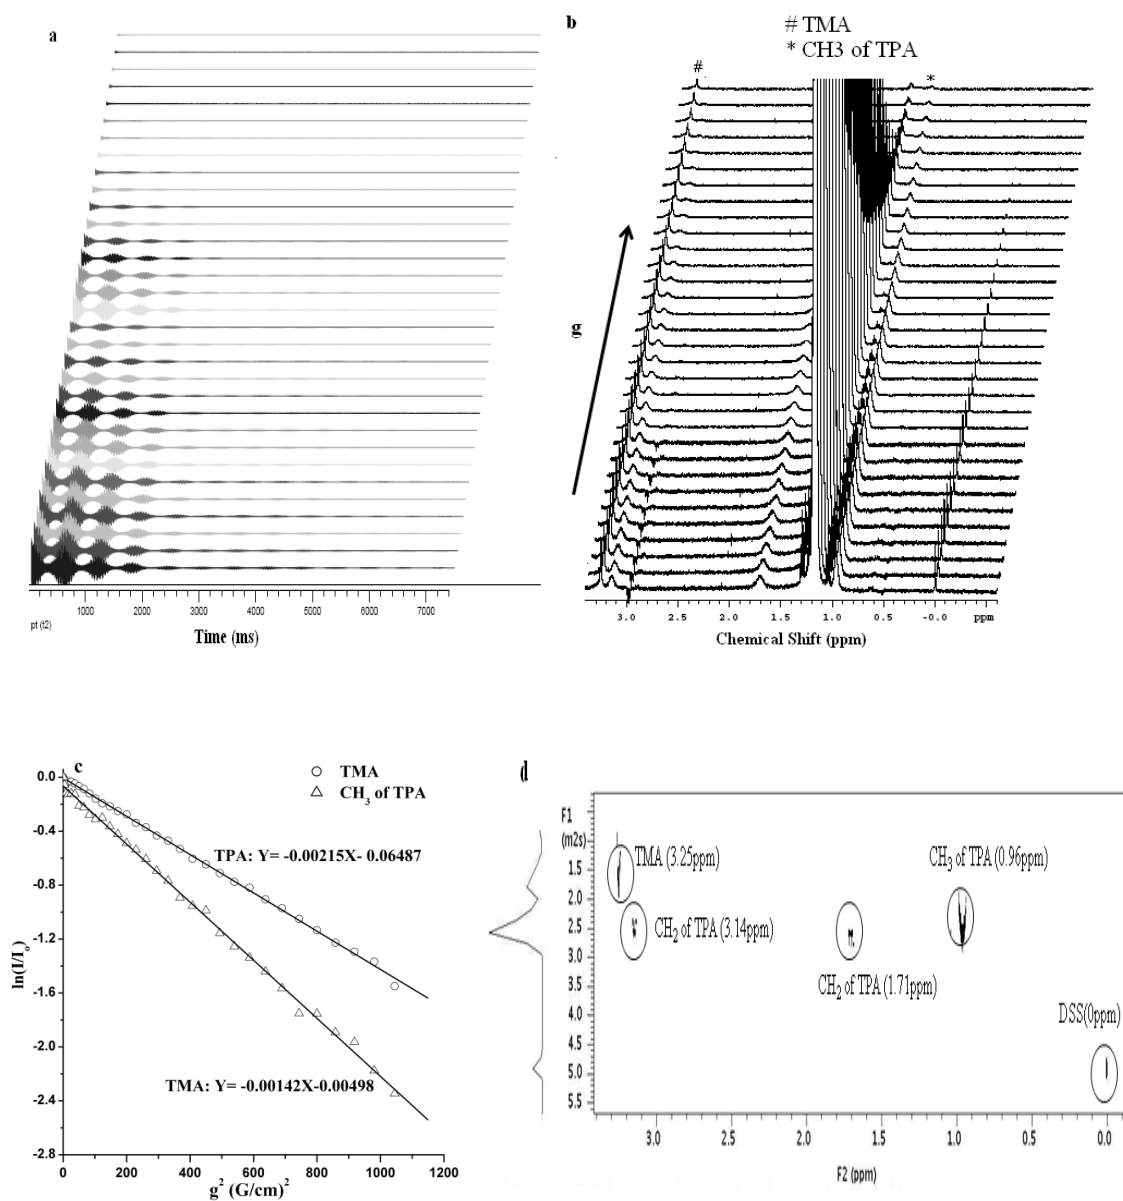 a
1000 2000 3000 4000 5000 6000 7000
pt (t2)
Time (ms)
b
# TMA
* CH3 of TPA
#
*
g
3.0 2.5 2.0 1.5 1.0 0.5 -0.0 ppm
Chemical Shift (ppm)
c
TMA
CH3 of TPA
0.0
-0.4
-0.8
-1.2
-1.6
-2.0
-2.4
-2.8
ln(I/Io)
TPA: Y= -0.00215X- 0.06487
TMA: Y= -0.00142X-0.00498
0 200 400 600 800 1000 1200
g2 (G/cm)2
d
F1
(m2s)
1.5
2.0
2.5
3.0
3.5
4.0
4.5
5.0
5.5
TMA (3.25ppm)
CH3 of TPA (0.96ppm)
CH2 of TPA (3.14ppm)
CH2 of TPA (1.71ppm)
DSS(0ppm)
3.0 2.5 2.0 1.5 1.0 0.5 0.0
F2 (ppm)